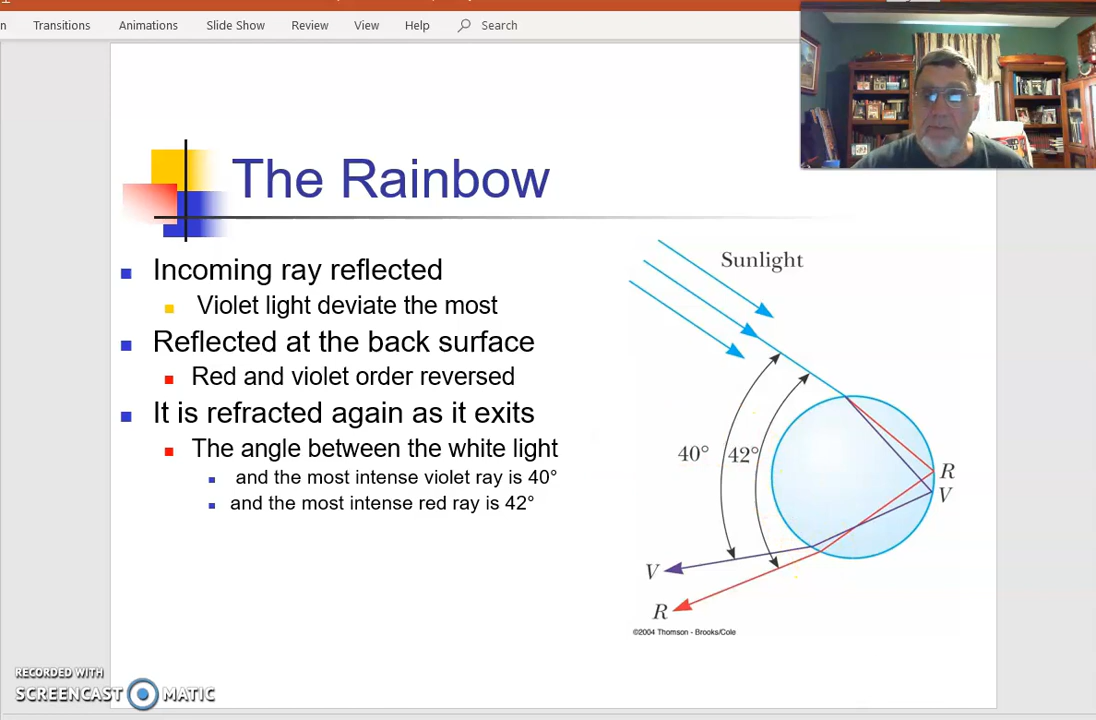 n Transitions Animations Slide Show Review View Help Search
The Rainbow
Incoming ray reflected
Violet light deviate the most
Reflected at the back surface
Red and violet order reversed
It is refracted again as it exits
The angle between the white light
and the most intense violet ray is 40°
and the most intense red ray is 42°
Sunlight
40° 42°
R
V
V
R
©2004 Thomson - Brooks/Cole
RECORDED WITH
SCREENCAST MATIC